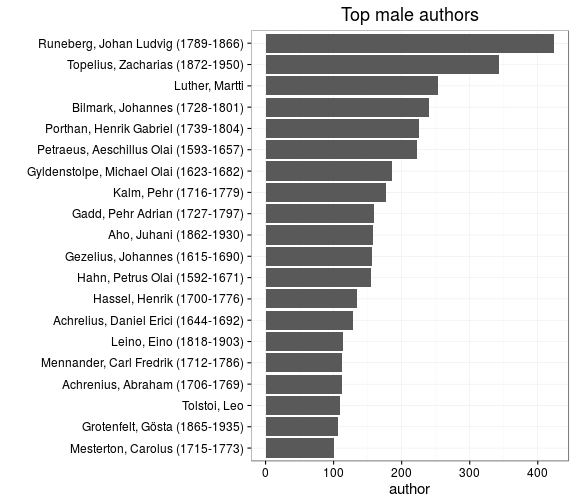 Top male authors
Runeberg, Johan Ludvig (1789-1866)
Topelius, Zacharias (1872-1950)
Luther, Martti
Bilmark, Johannes (1728-1801)
Porthan, Henrik Gabriel (1739-1804)
Petraeus, Aeschillus Olai (1593-1657)
Gyldenstolpe, Michael Olai (1623-1682)
Kalm, Pehr (1716-1779)
Gadd, Pehr Adrian (1727-1797)
Aho, Juhani (1862-1930)
Gezelius, Johannes (1615-1690)
Hahn, Petrus Olai (1592-1671)
Hassel, Henrik (1700-1776)
Achrelius, Daniel Erici (1644-1692)
Leino, Eino (1818-1903)
Mennander, Carl Fredrik (1712-1786)
Achrenius, Abraham (1706-1769)
Tolstoi, Leo
Grotenfelt, Gösta (1865-1935)
Mesterton, Carolus (1715-1773)
0 100 200 300 400
author